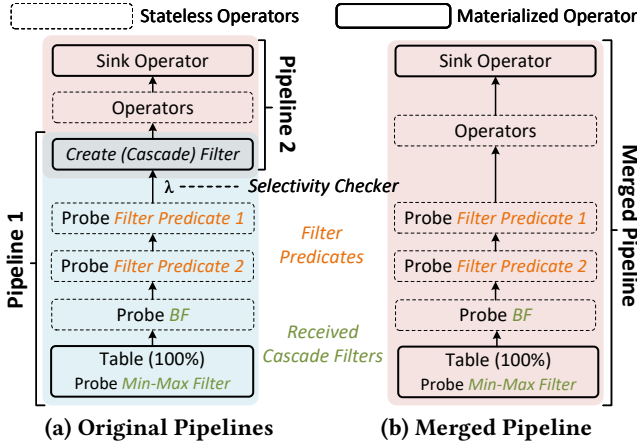 Stateless Operators
Materialized Operator
Sink Operator
Operators
Create (Cascade) Filter
λ
Selectivity Checker
Probe Filter Predicate 1
Probe Filter Predicate 2
Probe BF
Table (100%)
Probe Min-Max Filter
Pipeline 1
Pipeline 2
Filter
Predicates
Received
Cascade Filters
Sink Operator
Operators
Probe Filter Predicate 1
Probe Filter Predicate 2
Probe BF
Table (100%)
Probe Min-Max Filter
Merged Pipeline
(a) Original Pipelines
(b) Merged Pipeline